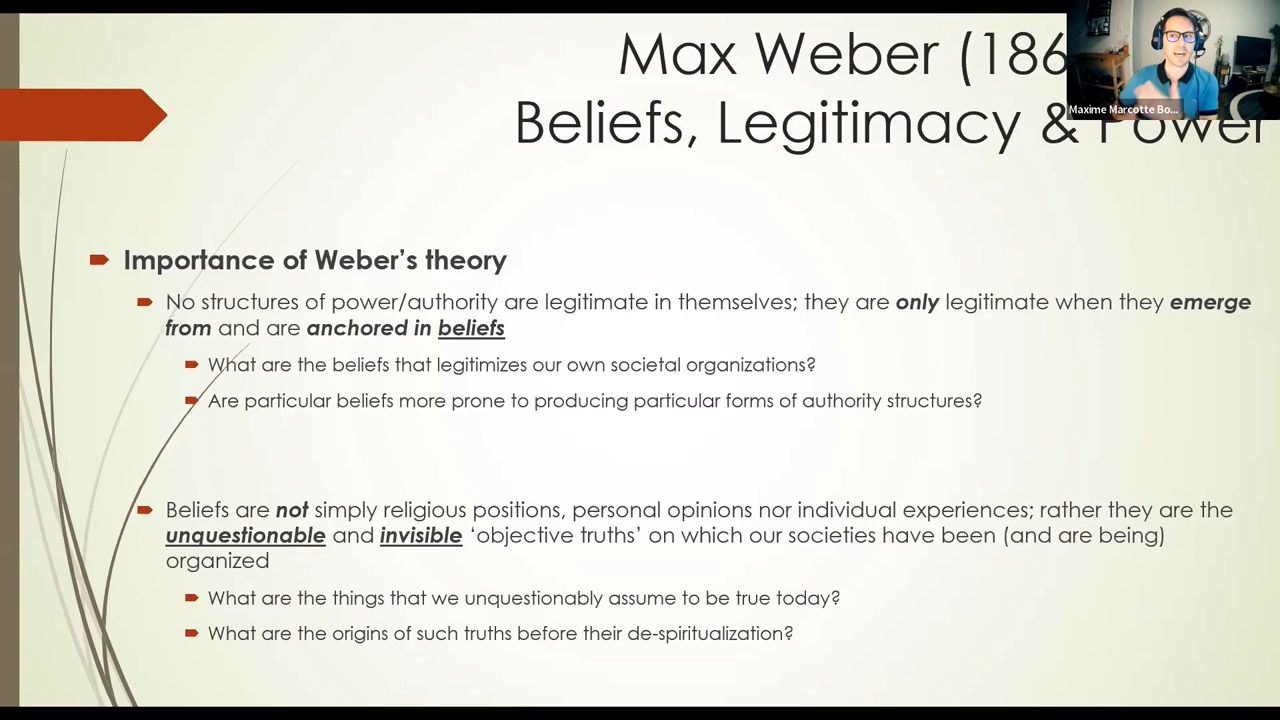 Max Weber (186
Beliefs, Legitimacy & Power
Maxime Marcotte Bo...
Importance of Weber’s theory
No structures of power/authority are legitimate in themselves; they are only legitimate when they emerge
from and are anchored in beliefs
What are the beliefs that legitimizes our own societal organizations?
Are particular beliefs more prone to producing particular forms of authority structures?
Beliefs are not simply religious positions, personal opinions nor individual experiences; rather they are the
unquestionable and invisible ‘objective truths’ on which our societies have been (and are being)
organized
What are the things that we unquestionably assume to be true today?
What are the origins of such truths before their de-spiritualization?